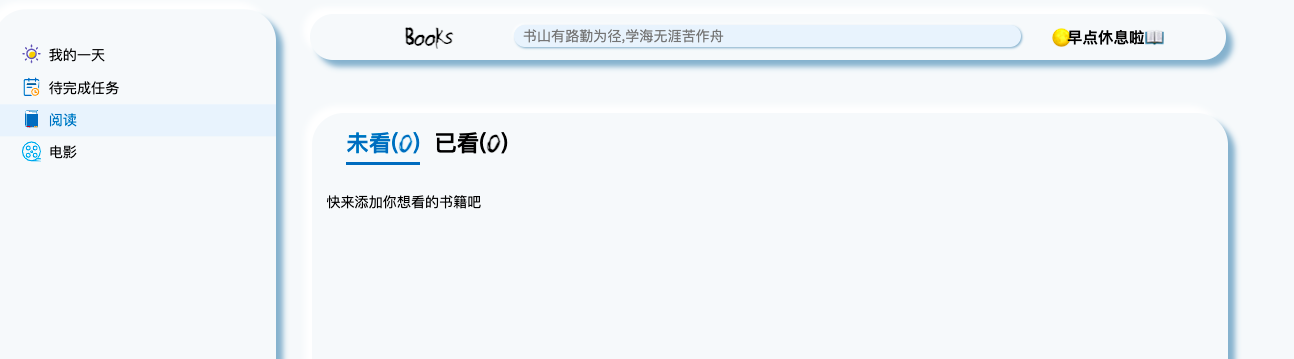 我的一天
待完成任务
阅读
电影
Books
书山有路勤为径,学海无涯苦作舟
早点休息啦
未看(0) 已看(0)
快来添加你想看的书籍吧